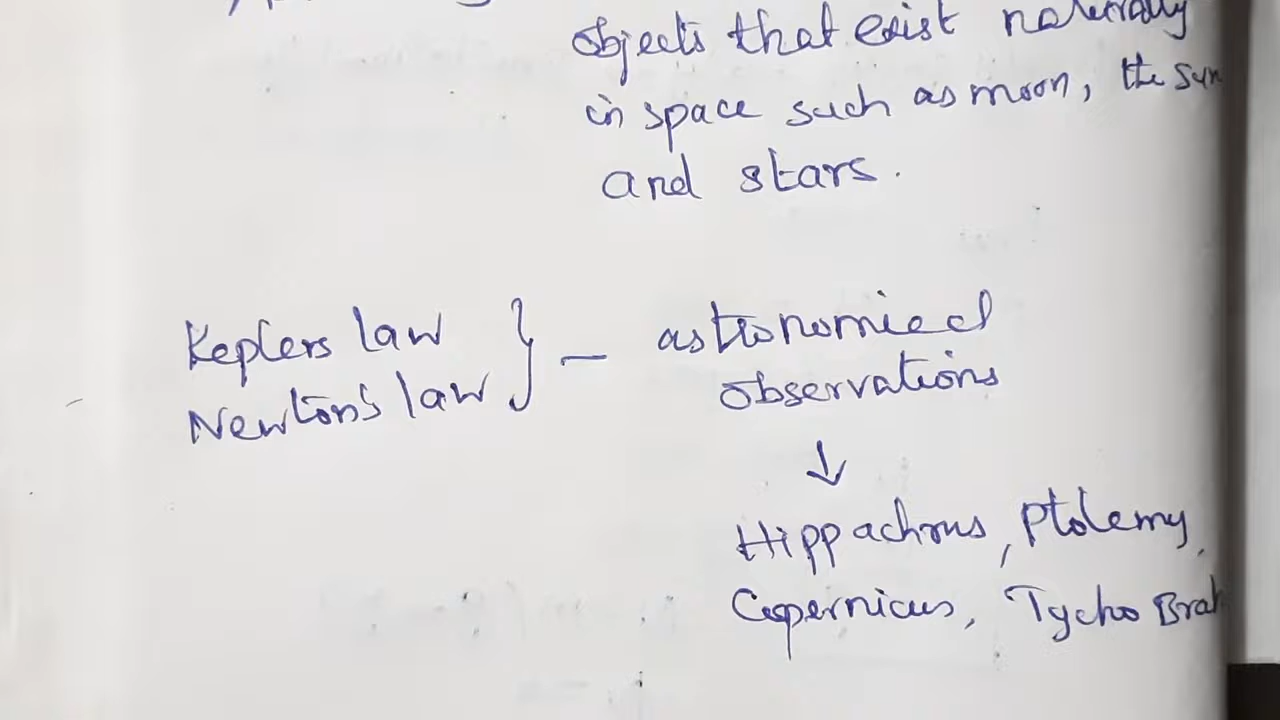 objects that exist naturally
in space such as moon, the sun
and stars.
Keplers law } - astronomical
Newton's law observations
↓
Hippachrus, Ptolemy,
Copernicus, Tycho Brah